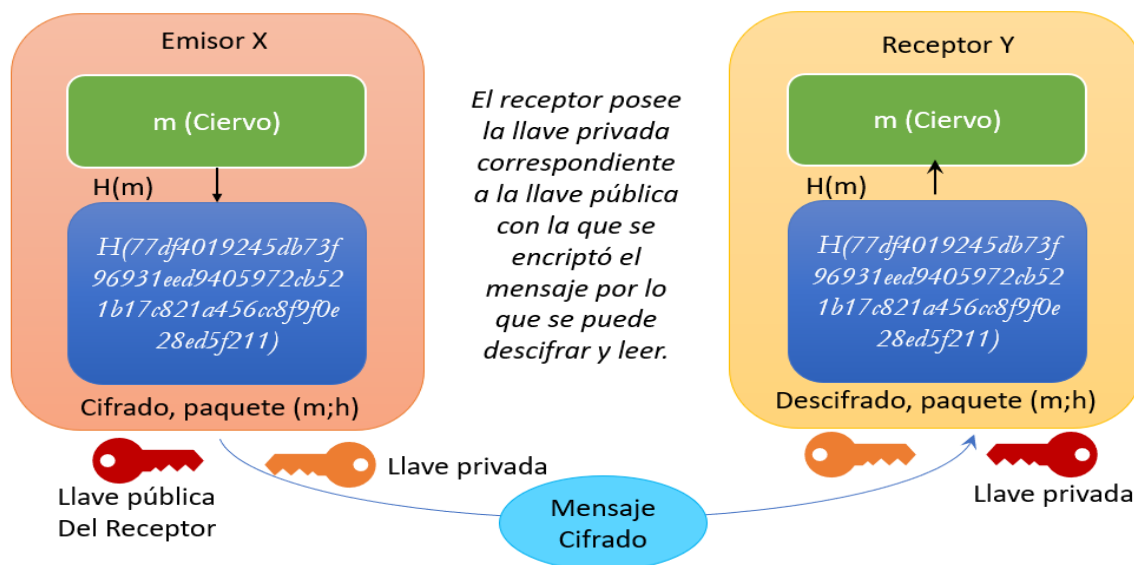 Emisor X
m (Ciervo)
H(m)
H(77df4019245db73f
96931eed9405972cb52
1b17c821a456cc8f9f0e
28ed5f211)
Cifrado, paquete (m;h)
Llave pública
Del Receptor
Llave privada
El receptor posee
la llave privada
correspondiente
a la llave pública
con la que se
encriptó el
mensaje por lo
que se puede
descifrar y leer.
Mensaje
Cifrado
Receptor Y
m (Ciervo)
H(m)
H(77df4019245db73f
96931eed9405972cb52
1b17c821a456cc8f9f0e
28ed5f211)
Descifrado, paquete (m;h)
Llave privada